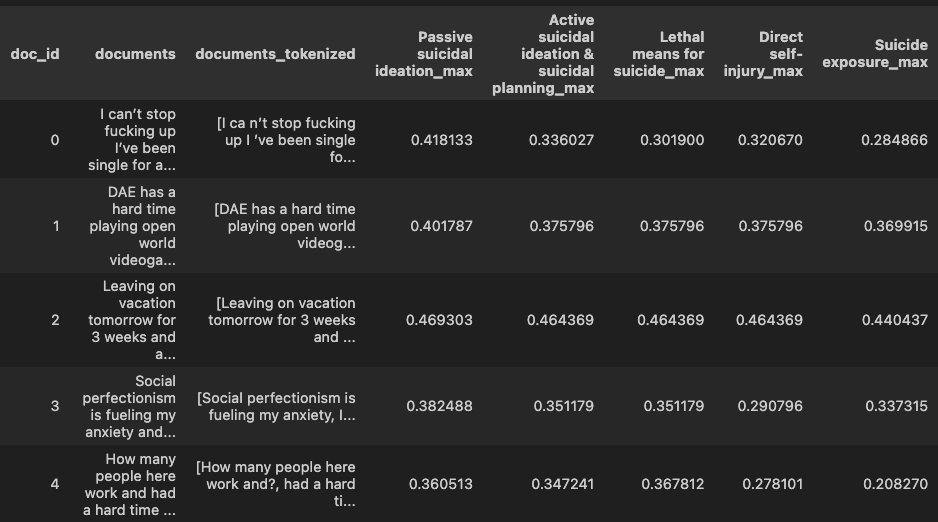 doc_id documents documents_tokenized Passive suicidal ideation_max Active suicidal ideation & suicidal planning_max Lethal means for suicide_max Direct self-injury_max Suicide exposure_max
0 I can’t stop fucking up I’ve been single for a... [I ca n’t stop fucking up I ’ve been single fo... 0.418133 0.336027 0.301900 0.320670 0.284866
1 DAE has a hard time playing open world videoga... [DAE has a hard time playing open world videog... 0.401787 0.375796 0.375796 0.375796 0.369915
2 Leaving on vacation tomorrow for 3 weeks and a... [Leaving on vacation tomorrow for 3 weeks and ... 0.469303 0.464369 0.464369 0.464369 0.440437
3 Social perfectionism is fueling my anxiety and... [Social perfectionism is fueling my anxiety, I... 0.382488 0.351179 0.351179 0.290796 0.337315
4 How many people here work and had a hard time ... [How many people here work and?, had a hard ti... 0.360513 0.347241 0.367812 0.278101 0.208270